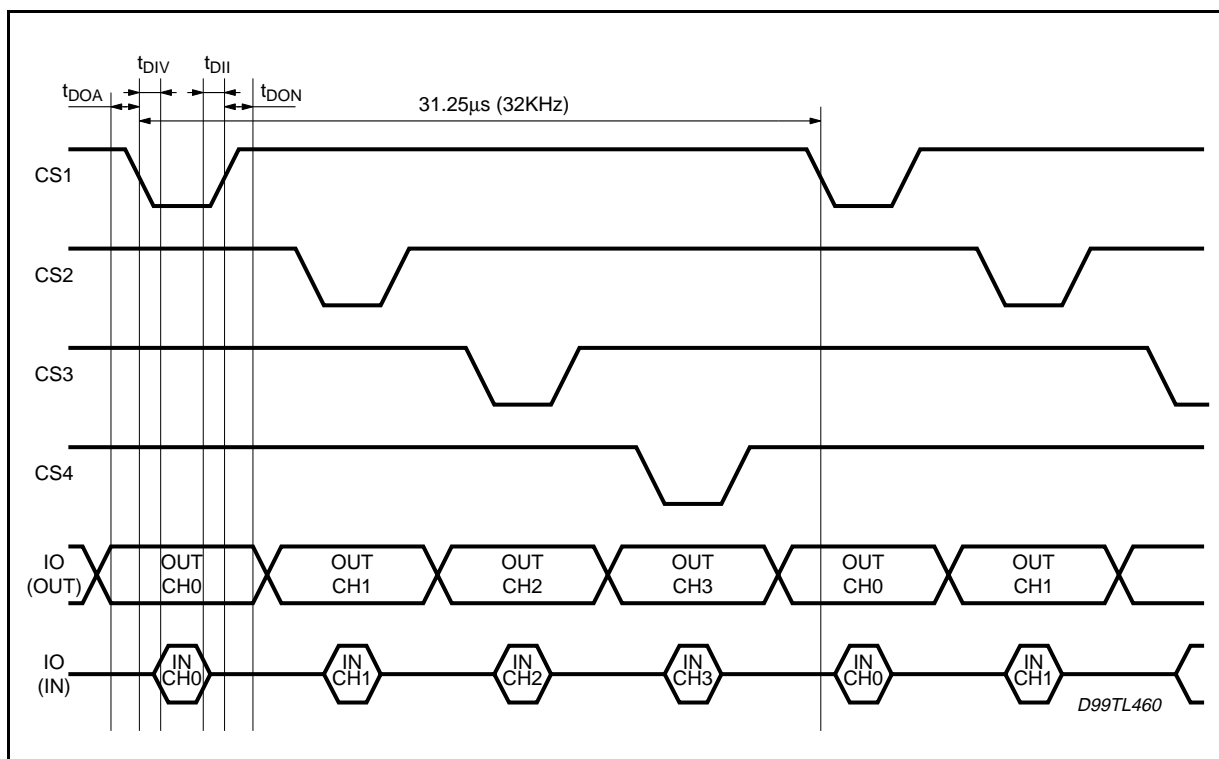 tDIV tDII
tDOA tDON
31.25µs (32KHz)
CS1
CS2
CS3
CS4
IO
(OUT)
OUT
CH0
OUT
CH1
OUT
CH2
OUT
CH3
OUT
CH0
OUT
CH1
IO
(IN)
IN
CH0
IN
CH1
IN
CH2
IN
CH3
IN
CH0
IN
CH1
D99TL460